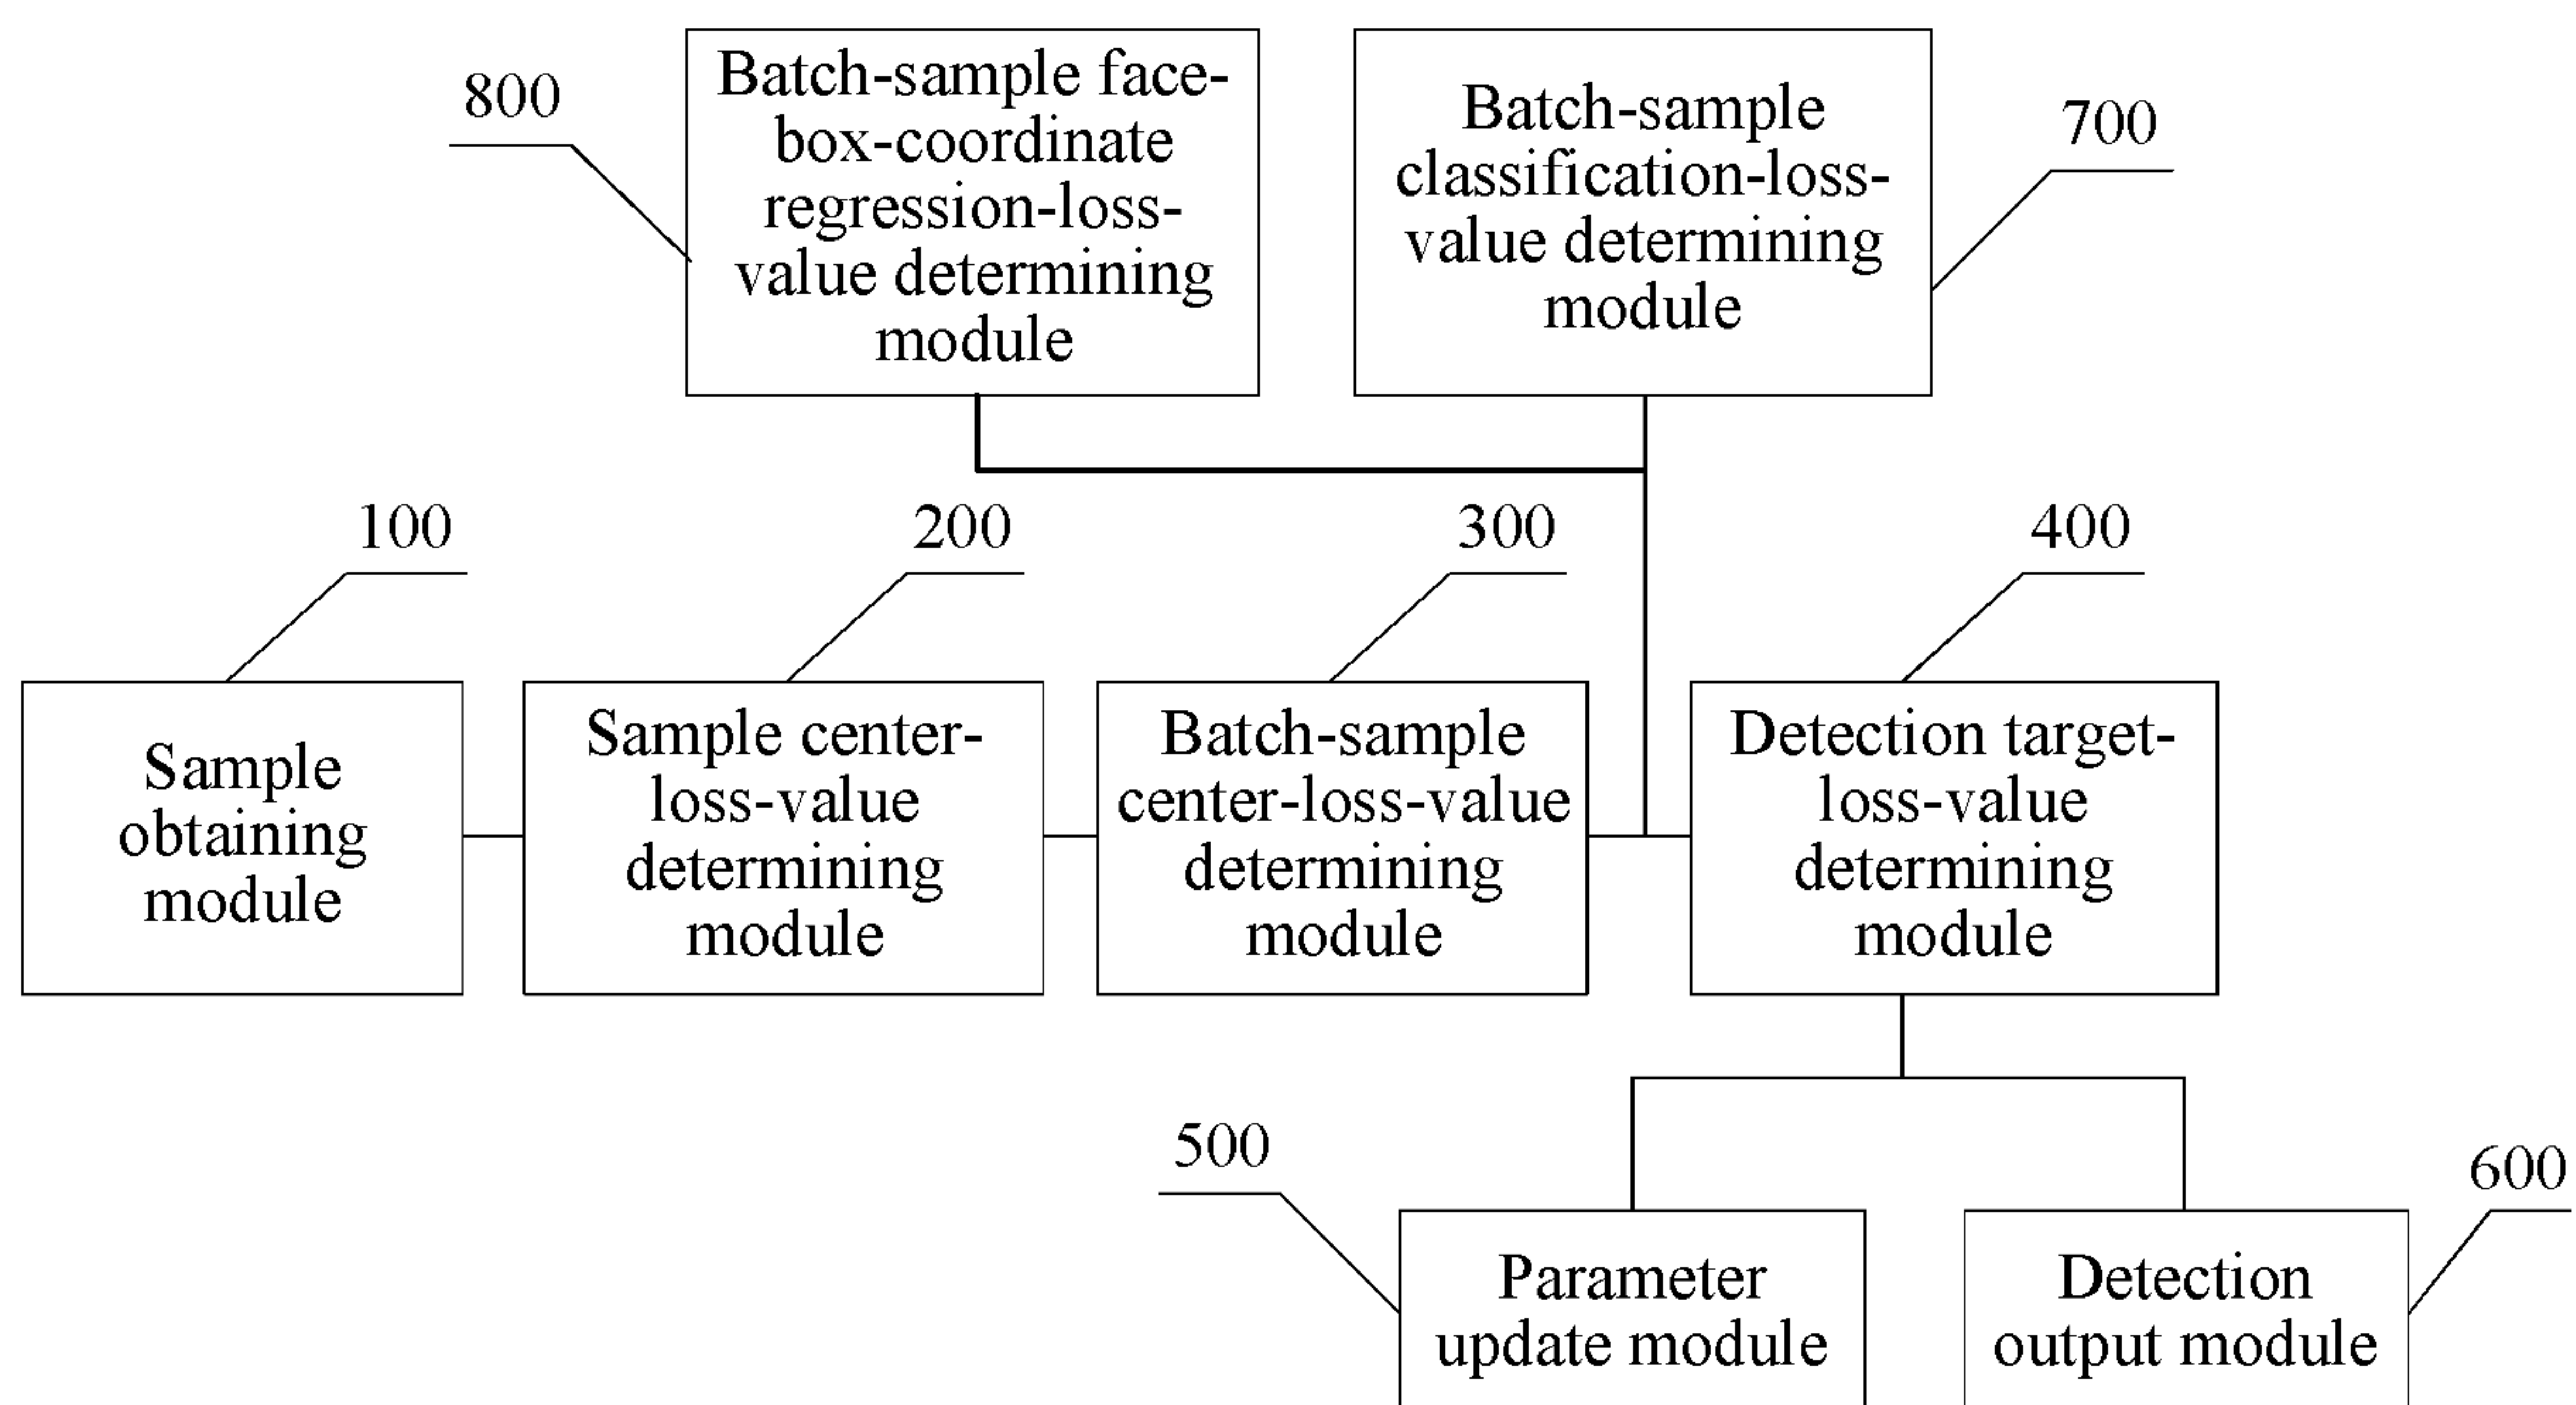 800
Batch-sample face-
box-coordinate
regression-loss-
value determining
module
Batch-sample
classification-loss-
value determining
module
700
100
Sample
obtaining
module
200
Sample center-
loss-value
determining
module
300
Batch-sample
center-loss-value
determining
module
400
Detection target-
loss-value
determining
module
500
Parameter
update module
600
Detection
output module